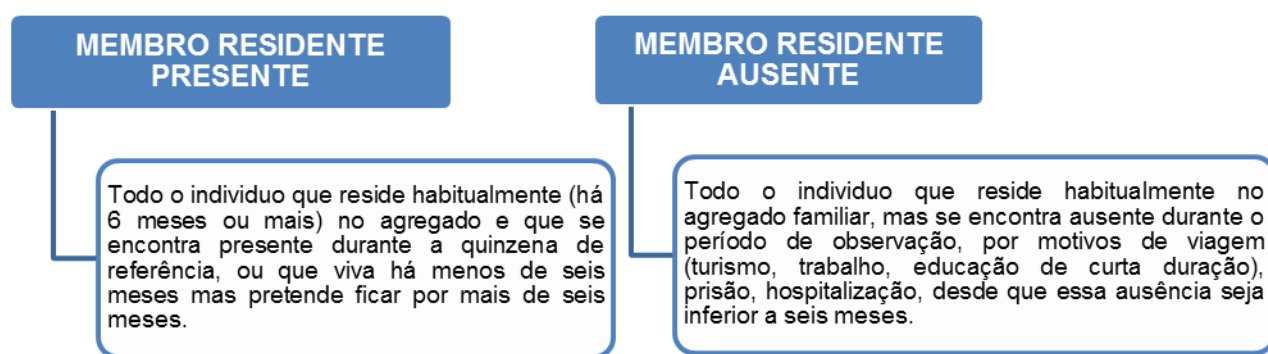 MEMBRO RESIDENTE
PRESENTE
Todo o individuo que reside habitualmente (há
6 meses ou mais) no agregado e que se
encontra presente durante a quinzena de
referência, ou que viva há menos de seis
meses mas pretende ficar por mais de seis
meses.
MEMBRO RESIDENTE
AUSENTE
Todo o individuo que reside habitualmente no
agregado familiar, mas se encontra ausente durante o
período de observação, por motivos de viagem
(turismo, trabalho, educação de curta duração),
prisão, hospitalização, desde que essa ausência seja
inferior a seis meses.